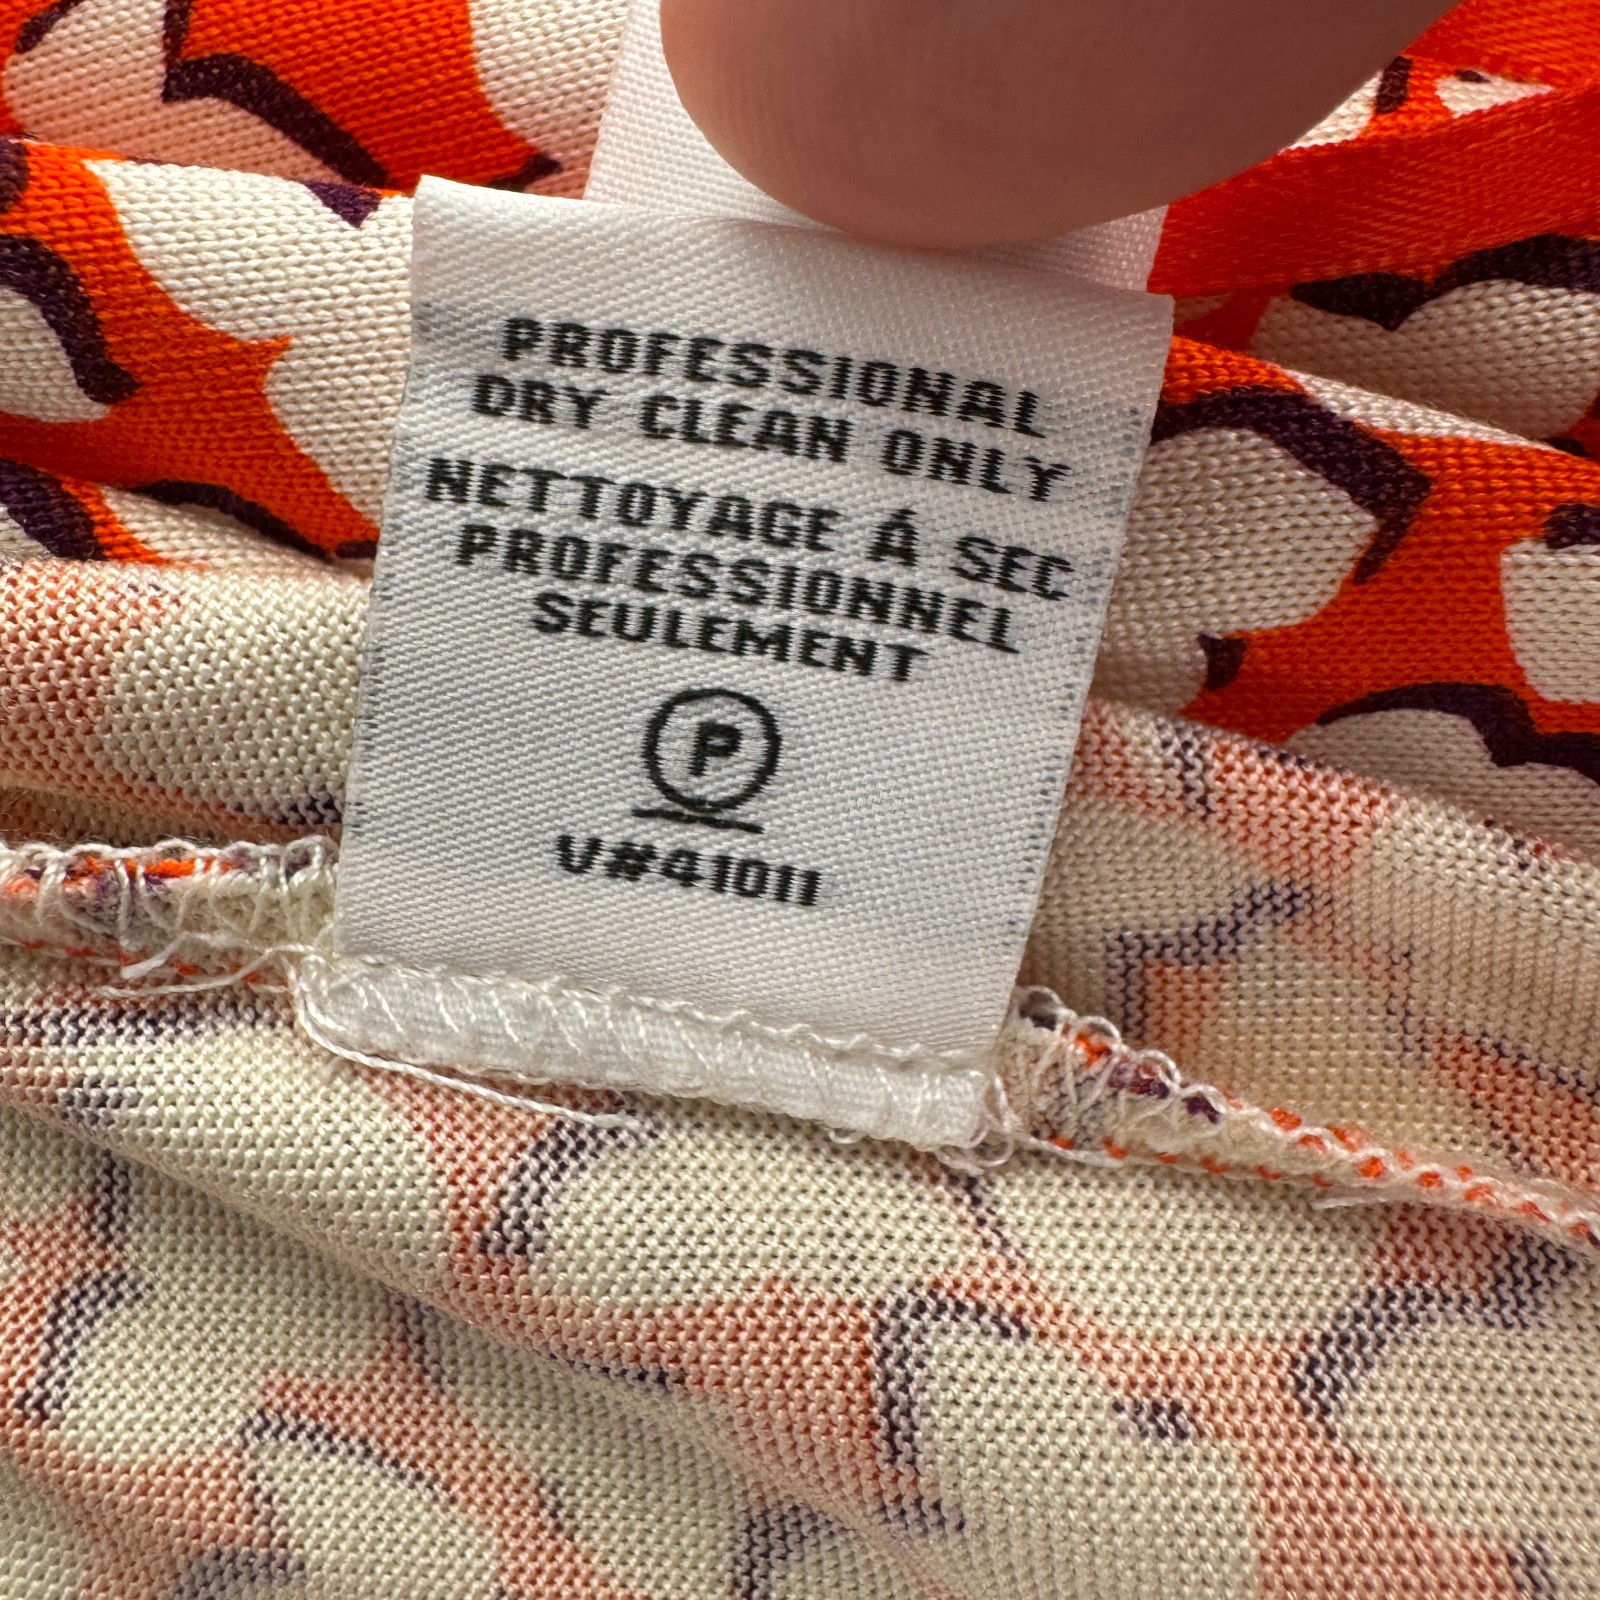 PROFESSIONAL
DRY CLEAN ONLY
NETTOYAGE Á SEC
PROFESSIONNEL
SEULEMENT
P
U#41011